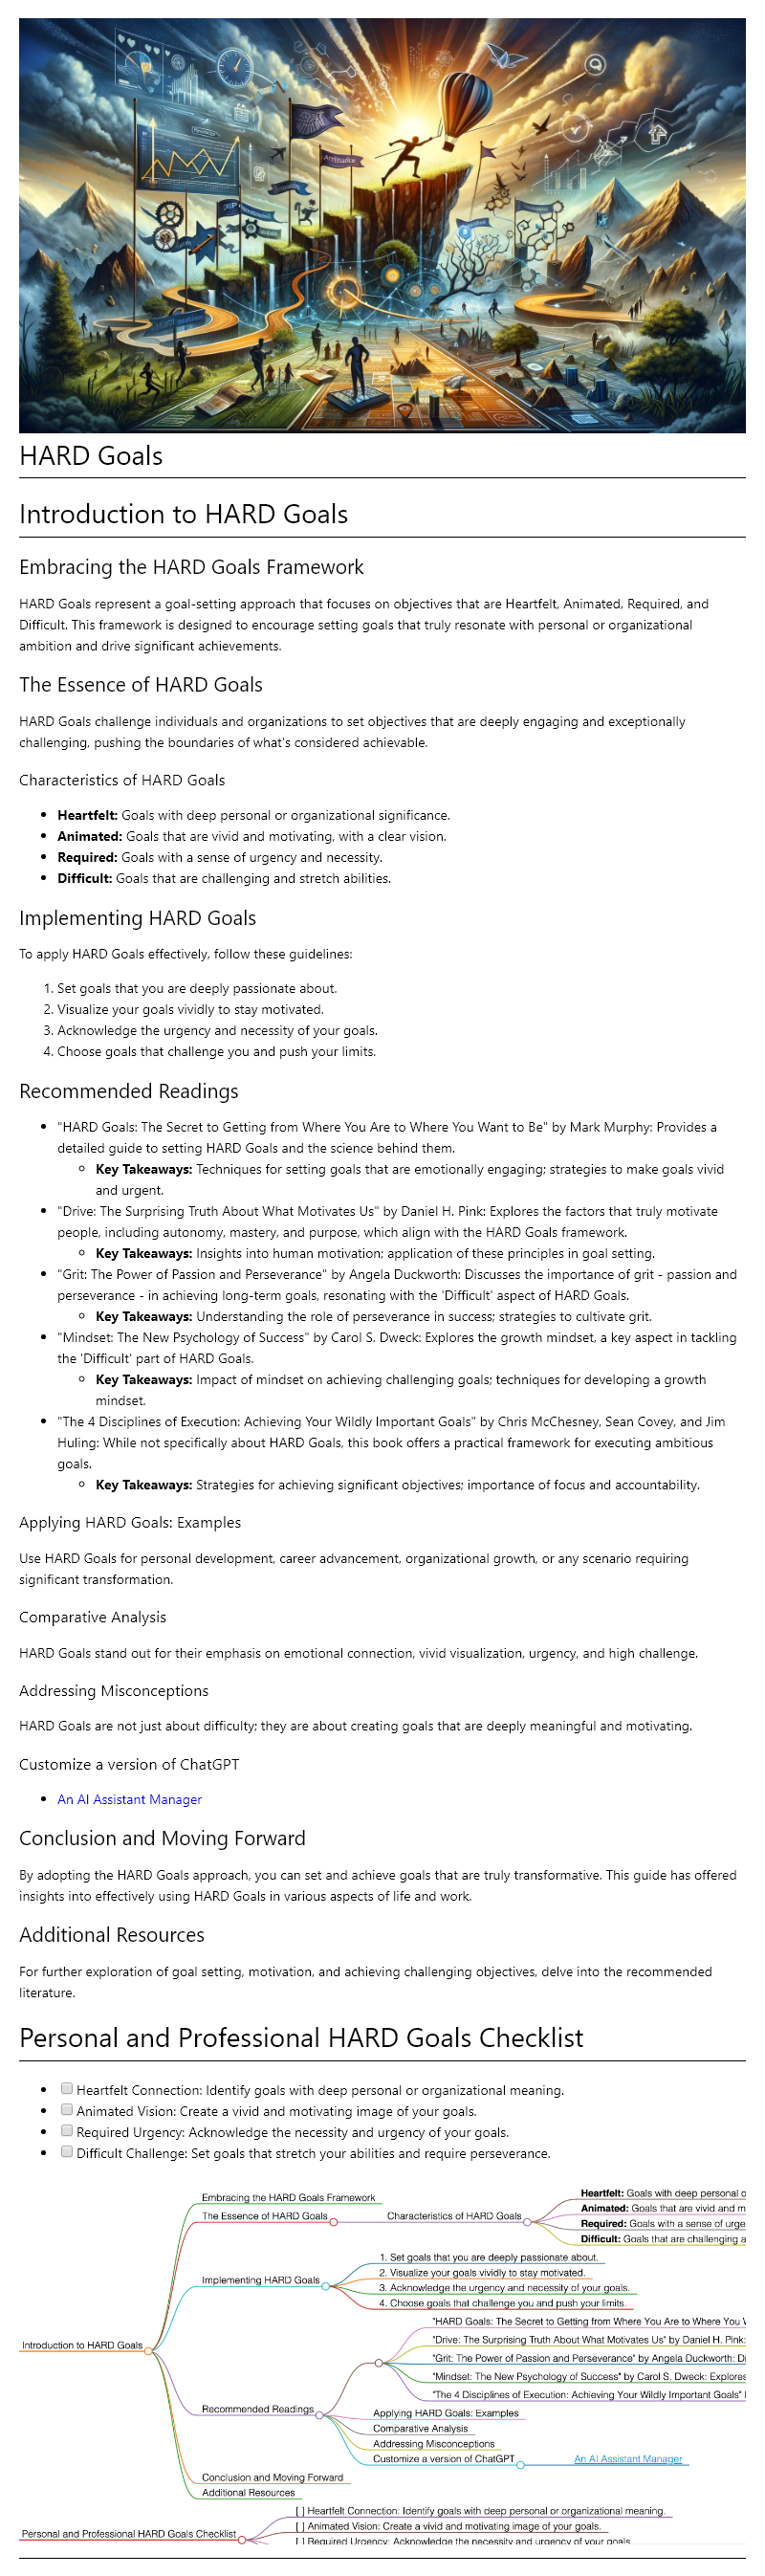 HARD Goals
Introduction to HARD Goals
Embracing the HARD Goals Framework
HARD Goals represent a goal-setting approach that focuses on objectives that are Heartfelt, Animated, Required, and
Difficult. This framework is designed to encourage setting goals that truly resonate with personal or organizational
ambition and drive significant achievements.
The Essence of HARD Goals
HARD Goals challenge individuals and organizations to set objectives that are deeply engaging and exceptionally
challenging, pushing the boundaries of what's considered achievable.
Characteristics of HARD Goals
• Heartfelt: Goals with deep personal or organizational significance.
• Animated: Goals that are vivid and motivating, with a clear vision.
• Required: Goals with a sense of urgency and necessity.
• Difficult: Goals that are challenging and stretch abilities.
Implementing HARD Goals
To apply HARD Goals effectively, follow these guidelines:
1. Set goals that you are deeply passionate about.
2. Visualize your goals vividly to stay motivated.
3. Acknowledge the urgency and necessity of your goals.
4. Choose goals that challenge you and push your limits.
Recommended Readings
• "HARD Goals: The Secret to Getting from Where You Are to Where You Want to Be" by Mark Murphy: Provides a
detailed guide to setting HARD Goals and the science behind them.
◦ Key Takeaways: Techniques for setting goals that are emotionally engaging; strategies to make goals vivid
and urgent.
• "Drive: The Surprising Truth About What Motivates Us" by Daniel H. Pink: Explores the factors that truly motivate
people, including autonomy, mastery, and purpose, which align with the HARD Goals framework.
◦ Key Takeaways: Insights into human motivation; application of these principles in goal setting.
• "Grit: The Power of Passion and Perseverance" by Angela Duckworth: Discusses the importance of grit - passion and
perseverance - in achieving long-term goals, resonating with the 'Difficult' aspect of HARD Goals.
◦ Key Takeaways: Understanding the role of perseverance in success; strategies to cultivate grit.
• "Mindset: The New Psychology of Success" by Carol S. Dweck: Explores the growth mindset, a key aspect in tackling
the 'Difficult' part of HARD Goals.
◦ Key Takeaways: Impact of mindset on achieving challenging goals; techniques for developing a growth
mindset.
• "The 4 Disciplines of Execution: Achieving Your Wildly Important Goals" by Chris McChesney, Sean Covey, and Jim
Huling: While not specifically about HARD Goals, this book offers a practical framework for executing ambitious
goals.
◦ Key Takeaways: Strategies for achieving significant objectives; importance of focus and accountability.
Applying HARD Goals: Examples
Use HARD Goals for personal development, career advancement, organizational growth, or any scenario requiring
significant transformation.
Comparative Analysis
HARD Goals stand out for their emphasis on emotional connection, vivid visualization, urgency, and high challenge.
Addressing Misconceptions
HARD Goals are not just about difficulty; they are about creating goals that are deeply meaningful and motivating.
Customize a version of ChatGPT
• An AI Assistant Manager
Conclusion and Moving Forward
By adopting the HARD Goals approach, you can set and achieve goals that are truly transformative. This guide has offered
insights into effectively using HARD Goals in various aspects of life and work.
Additional Resources
For further exploration of goal setting, motivation, and achieving challenging objectives, delve into the recommended
literature.
Personal and Professional HARD Goals Checklist
• Heartfelt Connection: Identify goals with deep personal or organizational meaning.
• Animated Vision: Create a vivid and motivating image of your goals.
• Required Urgency: Acknowledge the necessity and urgency of your goals.
• Difficult Challenge: Set goals that stretch your abilities and require perseverance.
Introduction to HARD Goals
Embracing the HARD Goals Framework
The Essence of HARD Goals
Characteristics of HARD Goals
Heartfelt: Goals with deep personal o
Animated: Goals that are vivid and m
Required: Goals with a sense of urge
Difficult: Goals that are challenging a
Implementing HARD Goals
1. Set goals that you are deeply passionate about.
2. Visualize your goals vividly to stay motivated.
3. Acknowledge the urgency and necessity of your goals.
4. Choose goals that challenge you and push your limits.
Recommended Readings
"HARD Goals: The Secret to Getting from Where You Are to Where You
"Drive: The Surprising Truth About What Motivates Us" by Daniel H. Pink:
"Grit: The Power of Passion and Perseverance" by Angela Duckworth: Di
"Mindset: The New Psychology of Success" by Carol S. Dweck: Explores
"The 4 Disciplines of Execution: Achieving Your Wildly Important Goals"
Applying HARD Goals: Examples
Comparative Analysis
Addressing Misconceptions
Customize a version of ChatGPT
An AI Assistant Manager
Conclusion and Moving Forward
Additional Resources
Personal and Professional HARD Goals Checklist
[ ] Heartfelt Connection: Identify goals with deep personal or organizational meaning.
[ ] Animated Vision: Create a vivid and motivating image of your goals.
[ ] Required Urgency: Acknowledge the necessity and urgency of your goals.